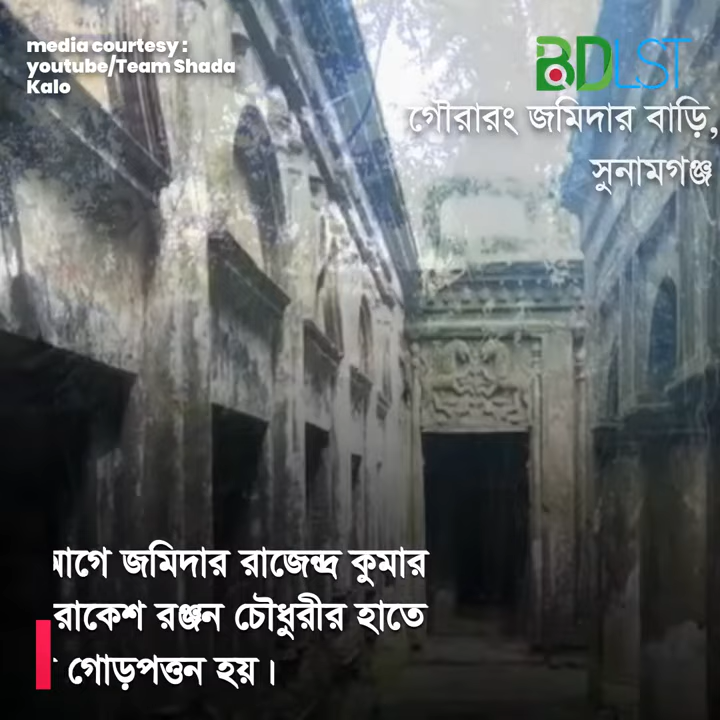 media courtesy :
youtube/Team Shada
Kalo
BDLST
গৌরারং জমিদার বাড়ি,
সুনামগঞ্জ
জমিদার রাজেন্দ্র কুমার
রাকেশ রঞ্জন চৌধুরীর হাতে
গোড়পত্তন হয়।